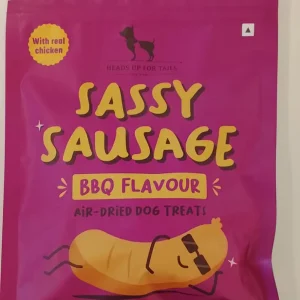 With real
chicken
HEADS UP FOR TAILS
SASSY
SAUSAGE
BBQ FLAVOUR
AIR-DRIED DOG TREATS